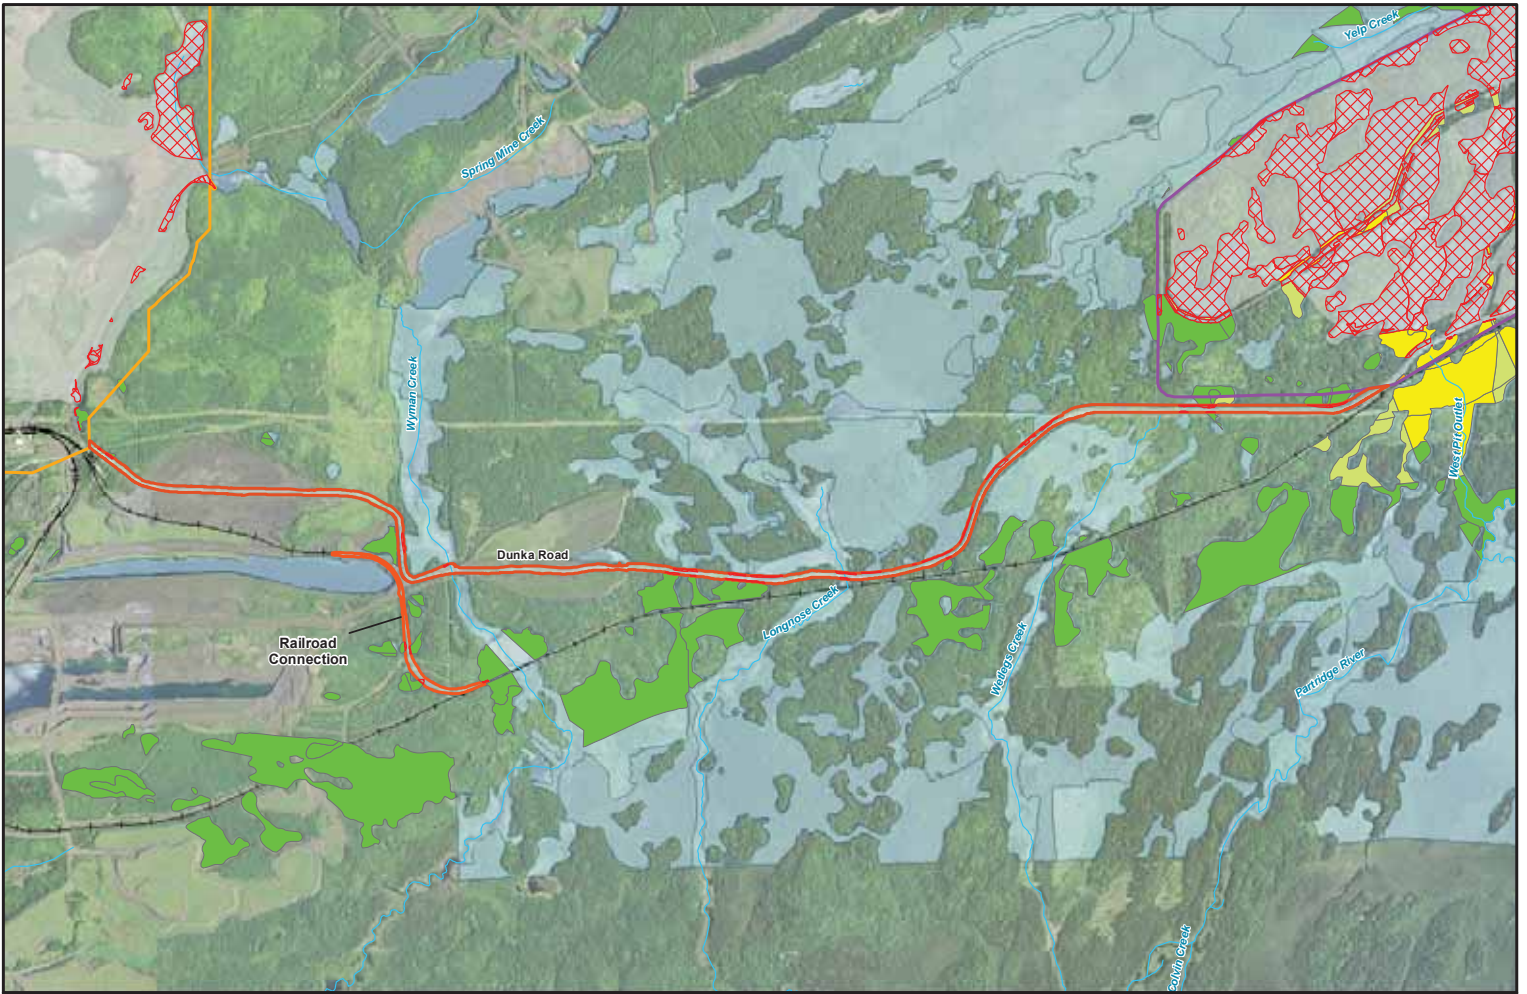 Yelp Creek
Spring Mine Creek
Wyman Creek
West Pit Outlet
Dunka Road
Longnose Creek
Railroad
Connection
Wetlegs Creek
Partridge River
Colvin Creek